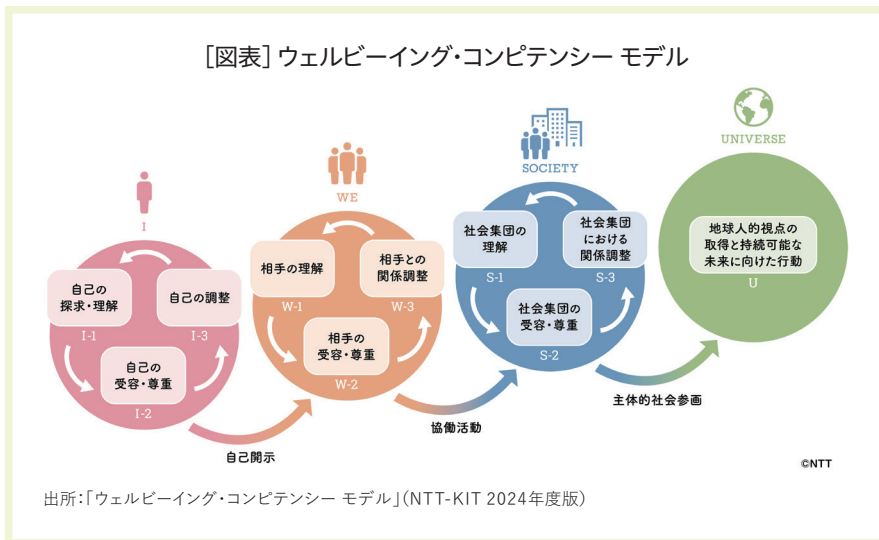 ［図表］ウェルビーイング・コンピテンシー モデル
I
自己の
探求・理解
I-1
自己の
受容・尊重
I-2
自己の調整
I-3
自己開示
WE
相手の理解
W-1
相手の
受容・尊重
W-2
相手との
関係調整
W-3
協働活動
SOCIETY
社会集団の
理解
S-1
社会集団の
受容・尊重
S-2
社会集団
における
関係調整
S-3
主体的社会参画
UNIVERSE
地球人的視点の
取得と持続可能な
未来に向けた行動
U
©NTT
出所：「ウェルビーイング・コンピテンシー モデル」（NTT-KIT 2024年度版）